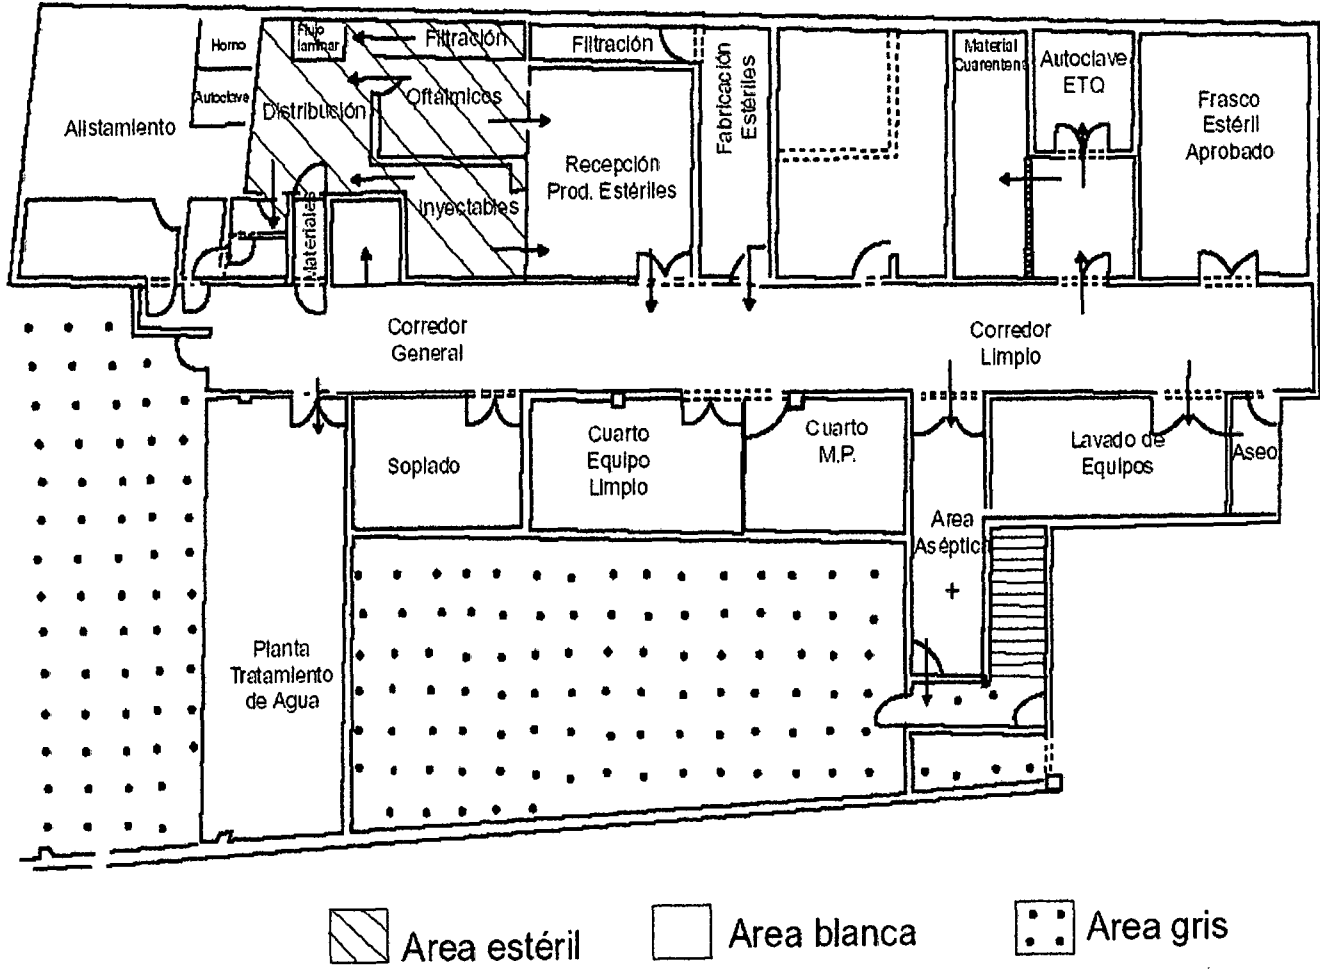 Horno
Flujo
laminar
Filtración
Filtración
Autoclave
Alistamiento
Distribución
Oftálmicos
Recepción
Prod. Estériles
Fabricación
Estériles
Material
Cuarentena
Autoclave
ETO
Frasco
Estéril
Aprobado
Materiales
Inyectables
Corredor
General
Corredor
Limpio
Soplado
Cuarto
Equipo
Limpio
Cuarto
M.P.
Lavado de
Equipos
Aseo
Area
Aséptic
Planta
Tratamiento
de Agua
Area estéril
Area blanca
Area gris